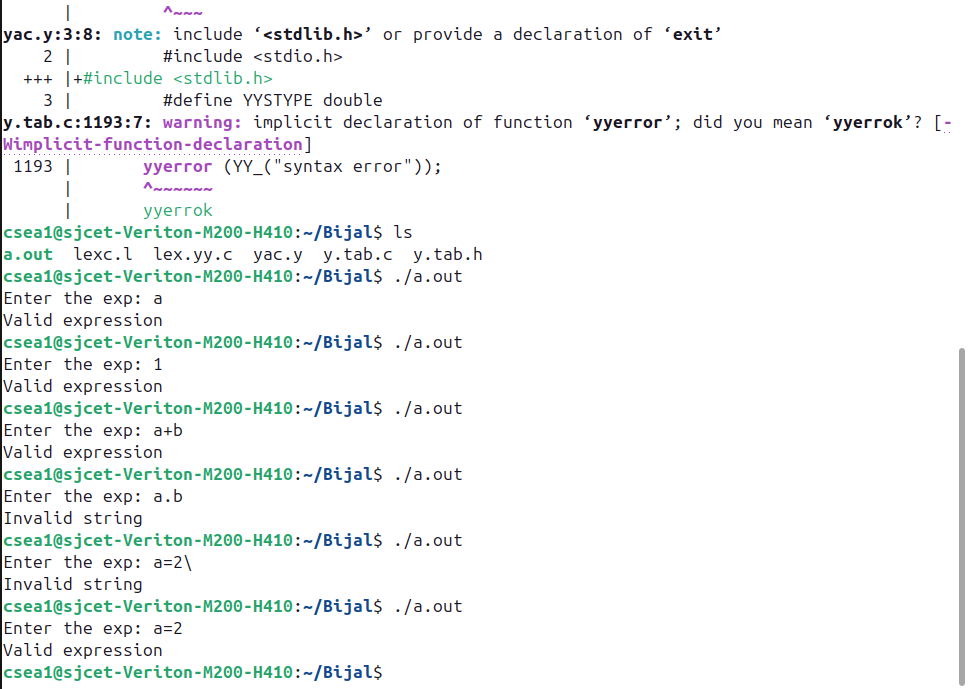 |         ^~~~
yac.y:3:8: note: include ‘<stdlib.h>’ or provide a declaration of ‘exit’
    2 |         #include <stdio.h>
  +++ |+#include <stdlib.h>
    3 |         #define YYSTYPE double
y.tab.c:1193:7: warning: implicit declaration of function ‘yyerror’; did you mean ‘yyerrok’? [-
Wimplicit-function-declaration]
 1193 |       yyerror (YY_("syntax error"));
      |       ^~~~~~~
      |       yyerrok
csea1@sjcet-Veriton-M200-H410:~/Bijal$ ls
a.out  lexc.l  lex.yy.c  yac.y  y.tab.c  y.tab.h
csea1@sjcet-Veriton-M200-H410:~/Bijal$ ./a.out
Enter the exp: a
Valid expression
csea1@sjcet-Veriton-M200-H410:~/Bijal$ ./a.out
Enter the exp: 1
Valid expression
csea1@sjcet-Veriton-M200-H410:~/Bijal$ ./a.out
Enter the exp: a+b
Valid expression
csea1@sjcet-Veriton-M200-H410:~/Bijal$ ./a.out
Enter the exp: a.b
Invalid string
csea1@sjcet-Veriton-M200-H410:~/Bijal$ ./a.out
Enter the exp: a=2\
Invalid string
csea1@sjcet-Veriton-M200-H410:~/Bijal$ ./a.out
Enter the exp: a=2
Valid expression
csea1@sjcet-Veriton-M200-H410:~/Bijal$